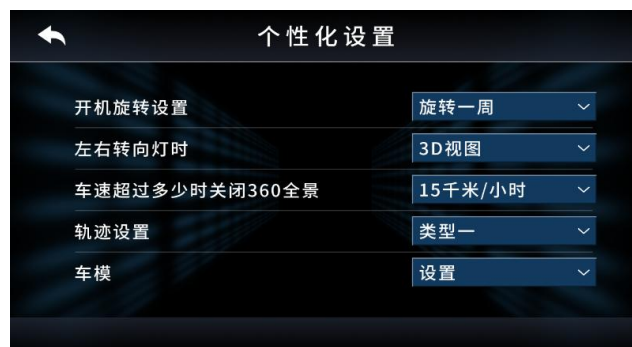 个性化设置
开机旋转设置 旋转一周
左右转向灯时 3D视图
车速超过多少时关闭360全景 15千米/小时
轨迹设置 类型一
车模 设置